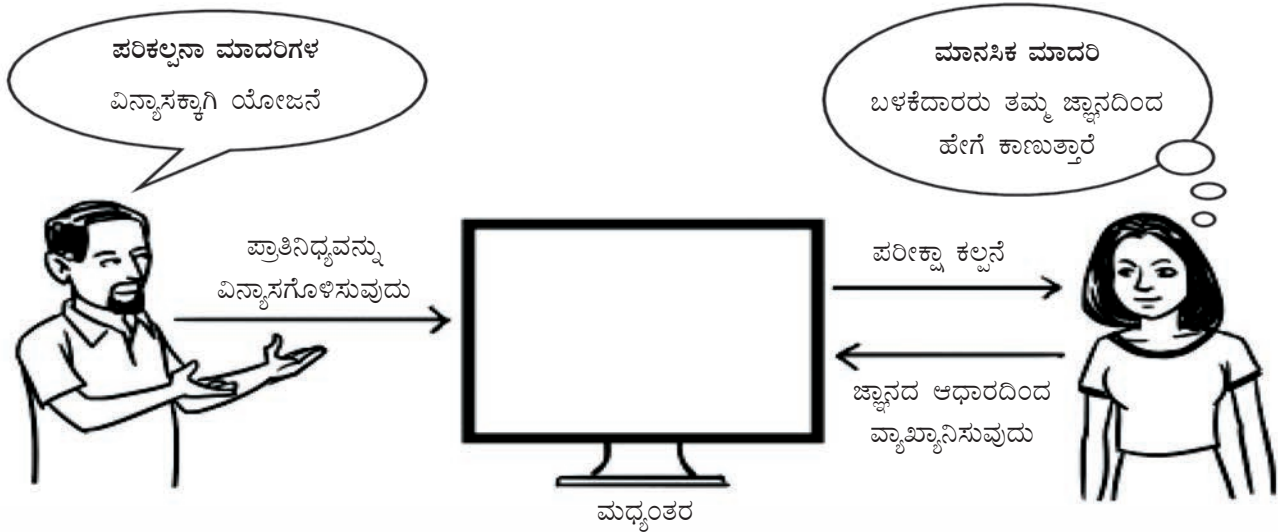 ಪರಿಕಲ್ಪನಾ ಮಾದರಿಗಳ
ವಿನ್ಯಾಸಕ್ಕಾಗಿ ಯೋಜನೆ
ಮಾನಸಿಕ ಮಾದರಿ
ಬಳಕೆದಾರರು ತಮ್ಮ ಜ್ಞಾನದಿಂದ
ಹೇಗೆ ಕಾಣುತ್ತಾರೆ
ಪ್ರಾತಿನಿಧ್ಯವನ್ನು
ವಿನ್ಯಾಸಗೊಳಿಸುವುದು
ಪರೀಕ್ಷಾ ಕಲ್ಪನೆ
ಜ್ಞಾನದ ಆಧಾರದಿಂದ
ವ್ಯಾಖ್ಯಾನಿಸುವುದು
ಮಧ್ಯಂತರ